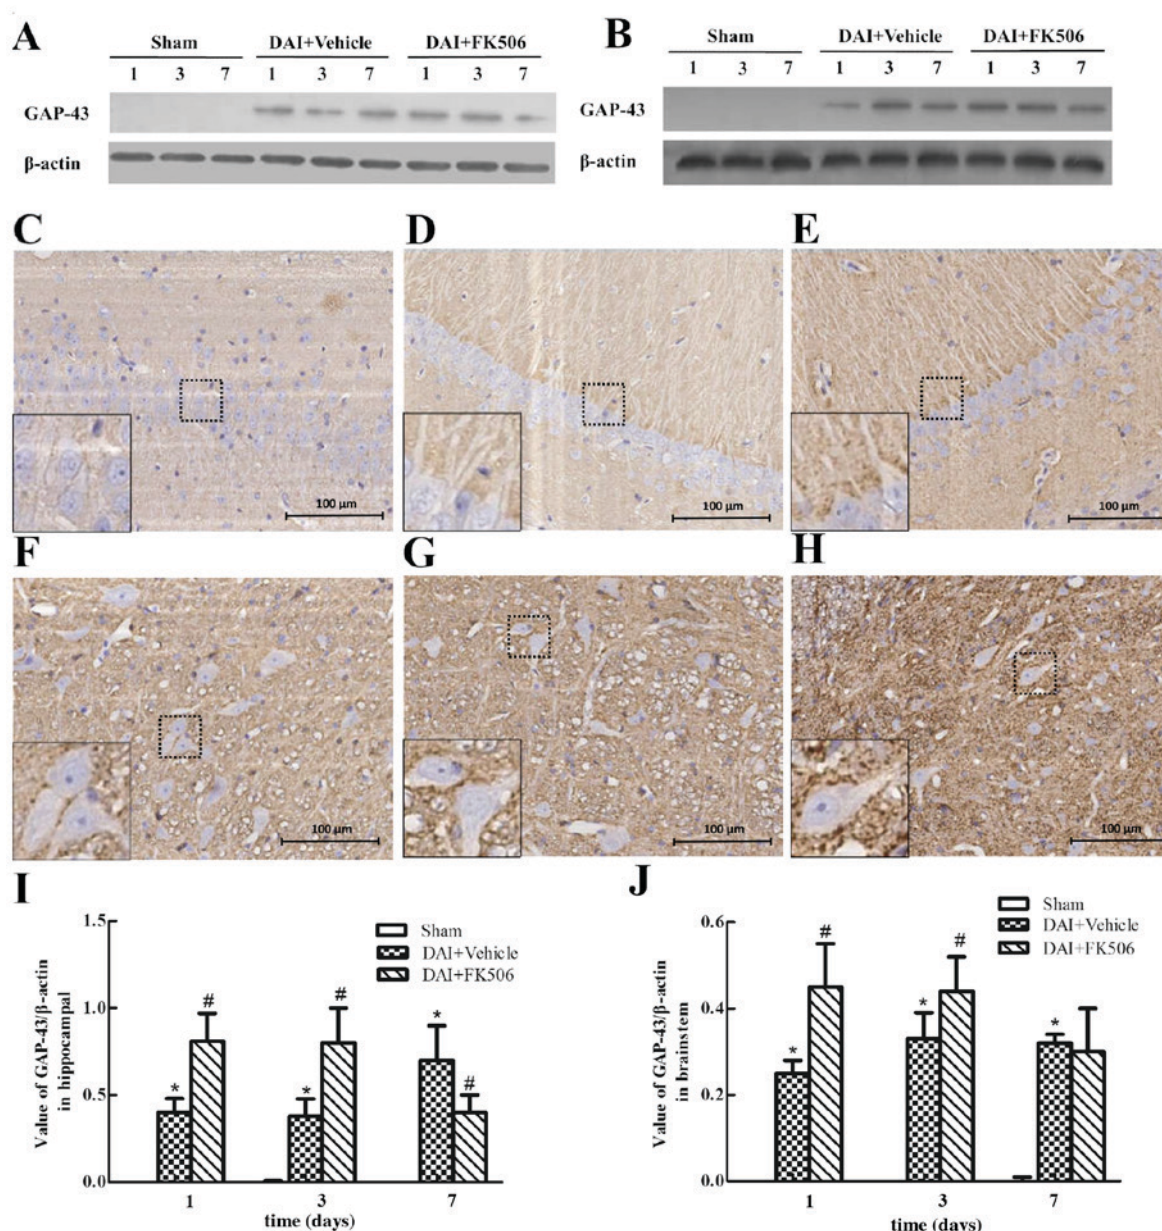 A
Sham DAI+Vehicle DAI+FK506
1 3 7 1 3 7 1 3 7
GAP-43
β-actin
B
Sham DAI+Vehicle DAI+FK506
1 3 7 1 3 7 1 3 7
GAP-43
β-actin
C
100 μm
D
100 μm
E
100 μm
F
100 μm
G
100 μm
H
100 μm
I
Value of GAP-43/β-actin
in hippocampal
1.5
1.0
0.5
0.0
Sham
DAI+Vehicle
DAI+FK506
* # * # * #
1 3 7
time (days)
J
Value of GAP-43/β-actin
in brainstem
0.6
0.4
0.2
0.0
Sham
DAI+Vehicle
DAI+FK506
* # * # *
1 3 7
time (days)